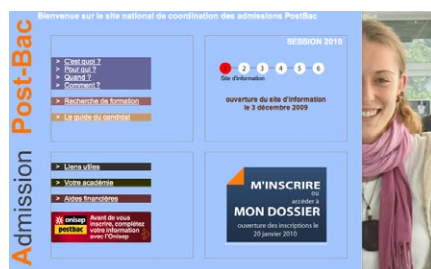 Bienvenue sur le site national de coordination des admissions PostBac
Admission Post-Bac
> C'est quoi ?
> Pour qui ?
> Quand ?
> Comment ?
> Recherche de formation
> Le guide du candidat
SESSION 2010
1 2 3 4 5 6
Site d'information
ouverture du site d'information
le 3 décembre 2009
> Liens utiles
> Votre académie
> Aides financières
onisep
postbac
Avant de vous
inscrire, complétez
votre information
avec l'Onisep
M'INSCRIRE
ou
accéder à
MON DOSSIER
ouverture des inscriptions le
20 janvier 2010